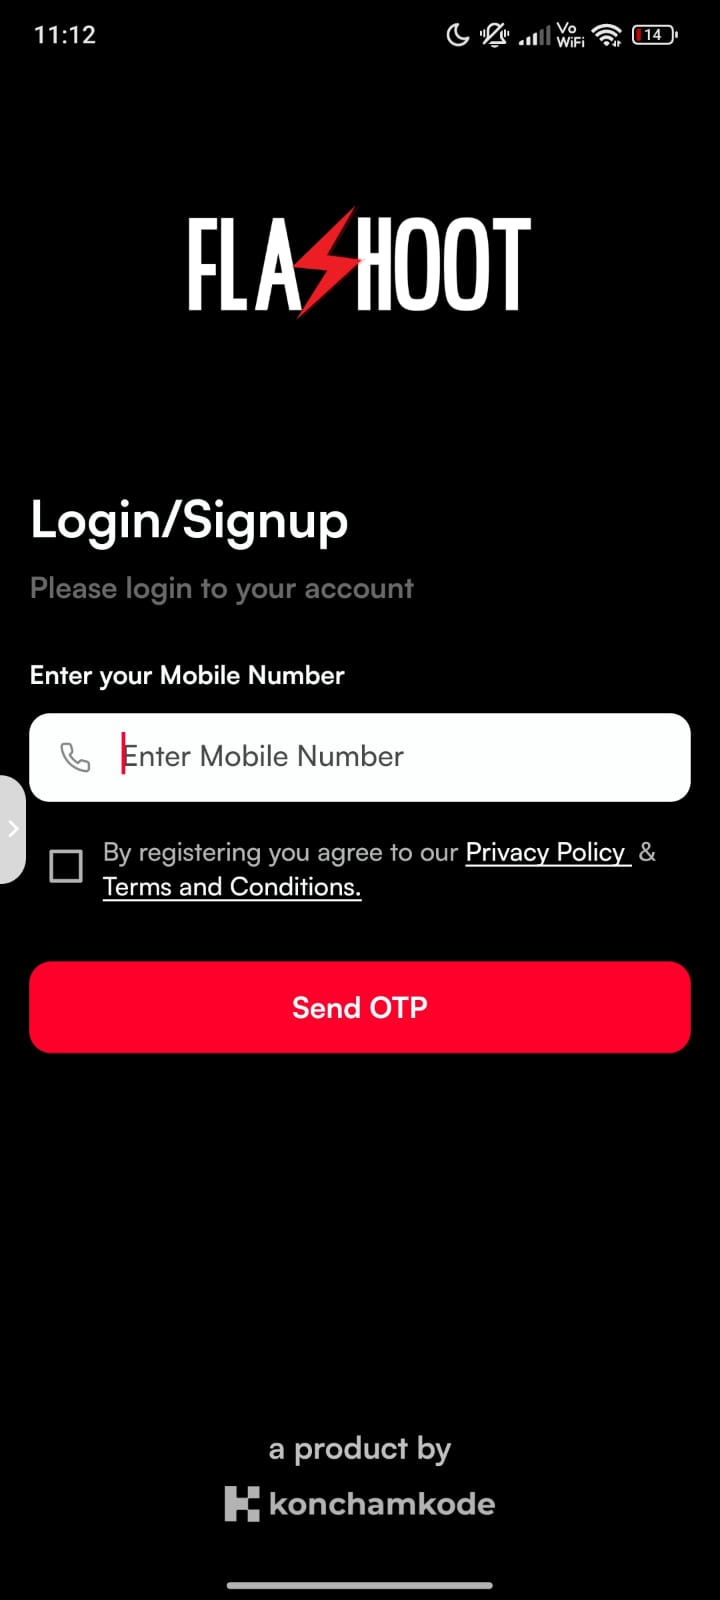 11:12
Vo
WiFi
14
FLASHOOT
Login/Signup
Please login to your account
Enter your Mobile Number
Enter Mobile Number
By registering you agree to our Privacy Policy &
Terms and Conditions.
Send OTP
a product by
konchamkode